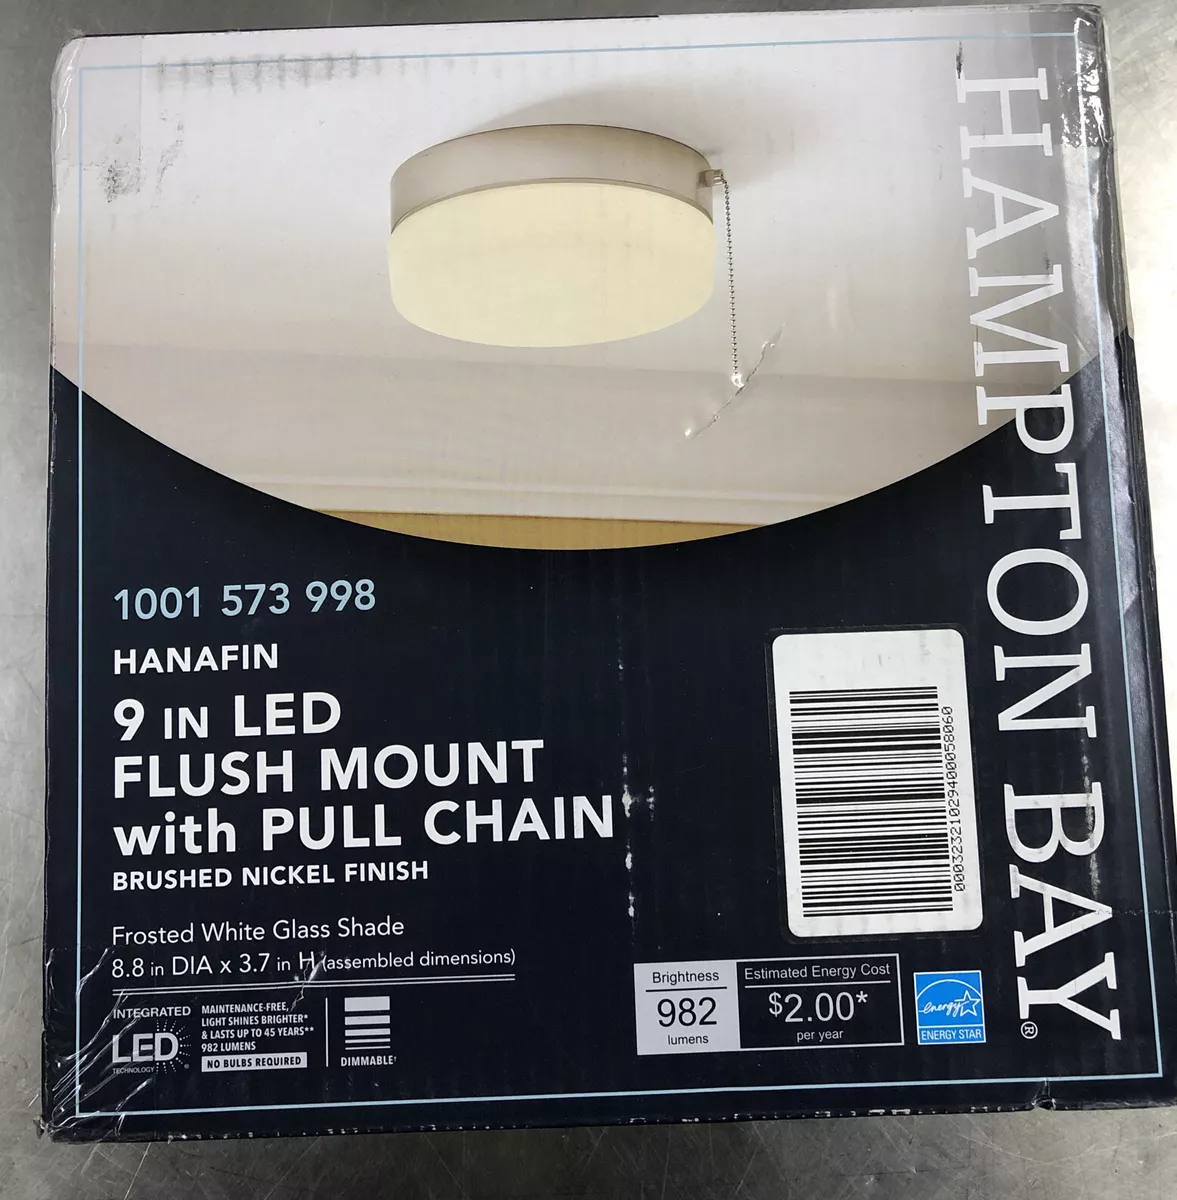 HAMPTON BAY®
1001 573 998
HANAFIN
9 IN LED
FLUSH MOUNT
with PULL CHAIN
BRUSHED NICKEL FINISH
Frosted White Glass Shade
8.8 in DIA x 3.7 in H (assembled dimensions)
INTEGRATED
LED
TECHNOLOGY
MAINTENANCE-FREE,
LIGHT SHINES BRIGHTER*
& LASTS UP TO 45 YEARS**
982 LUMENS
NO BULBS REQUIRED
DIMMABLE†
Brightness
982
lumens
Estimated Energy Cost
$2.00*
per year
energy
ENERGY STAR
00032321029400058060